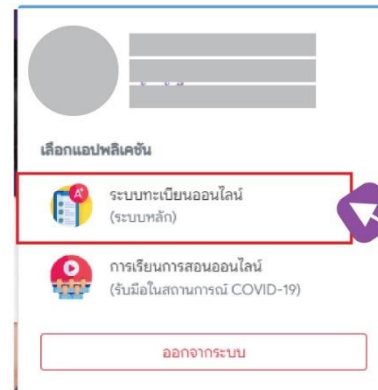 เลือกแอปพลิเคชัน
ระบบทะเบียนออนไลน์
(ระบบหลัก)
การเรียนการสอนออนไลน์
(รับมือในสถานการณ์ COVID-19)
ออกจากระบบ